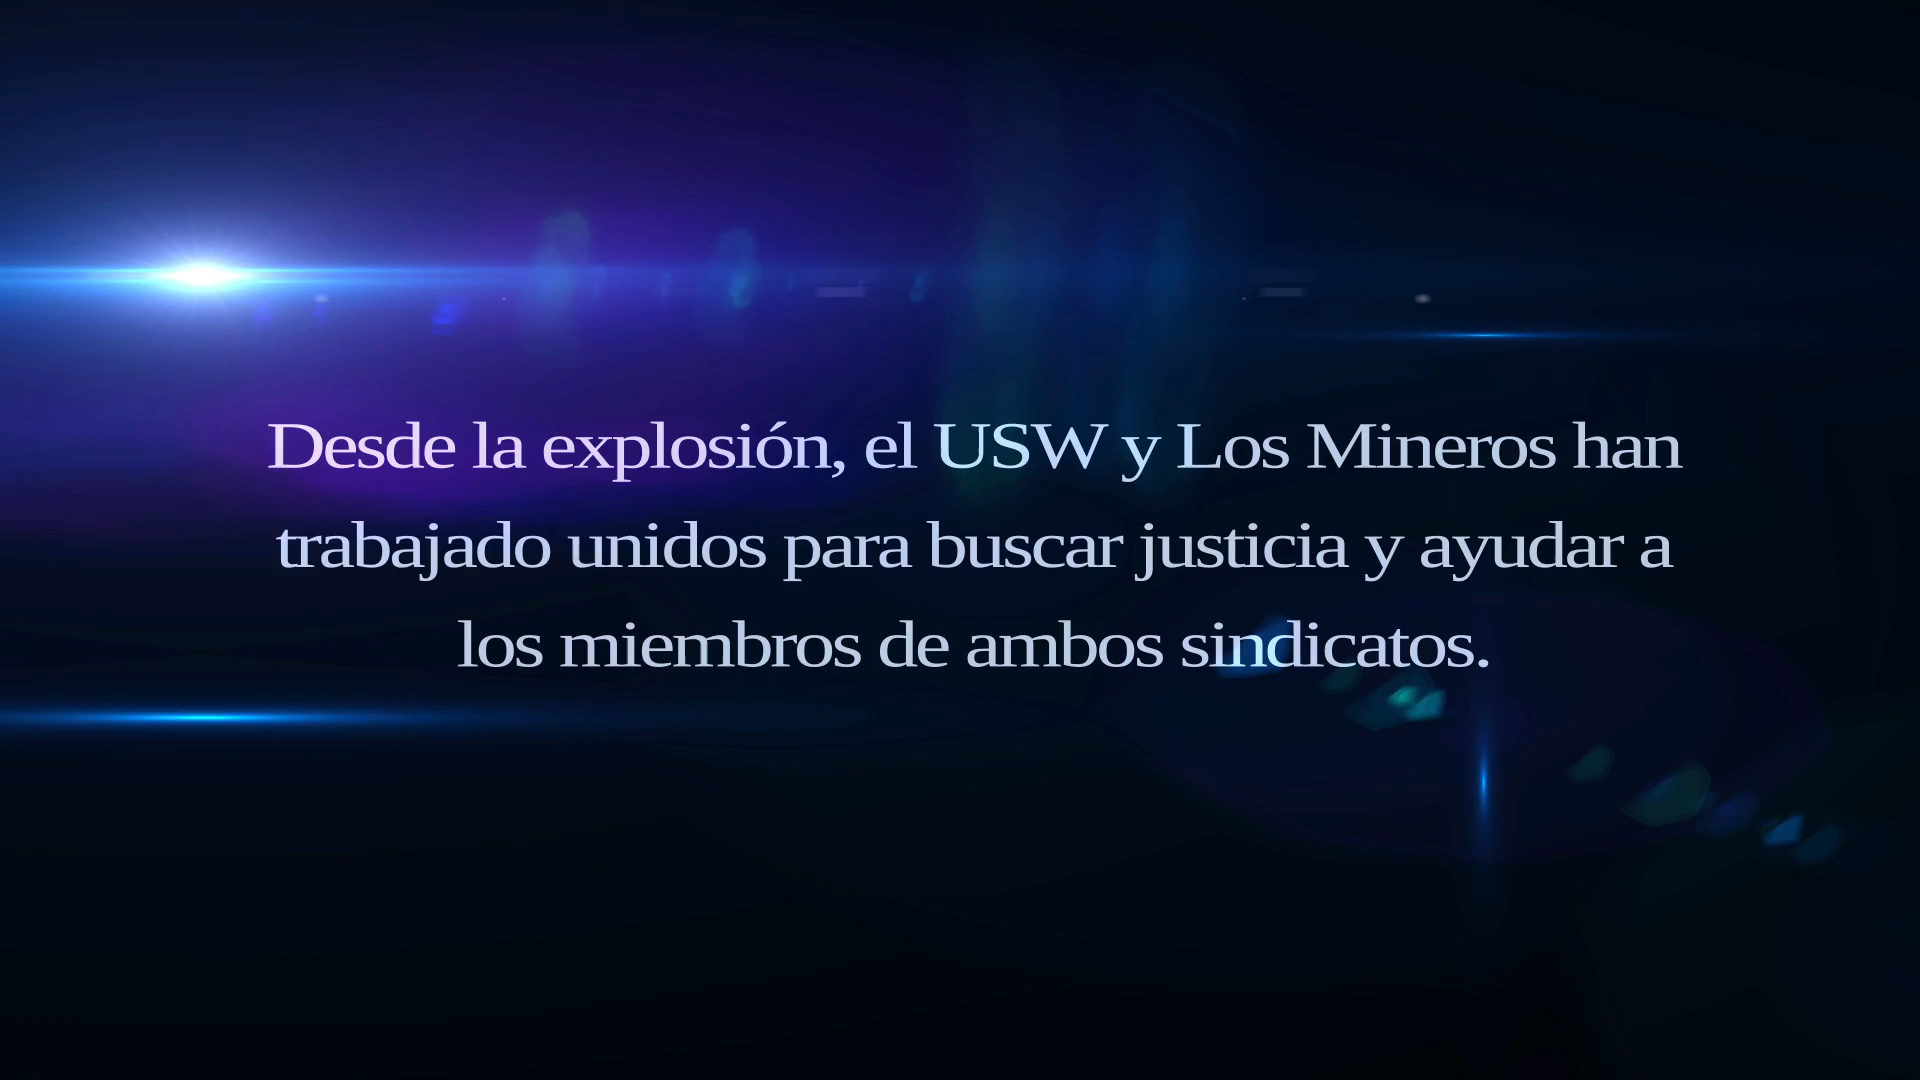 Desde la explosión, el USW y Los Mineros han
trabajado unidos para buscar justicia y ayudar a
los miembros de ambos sindicatos.